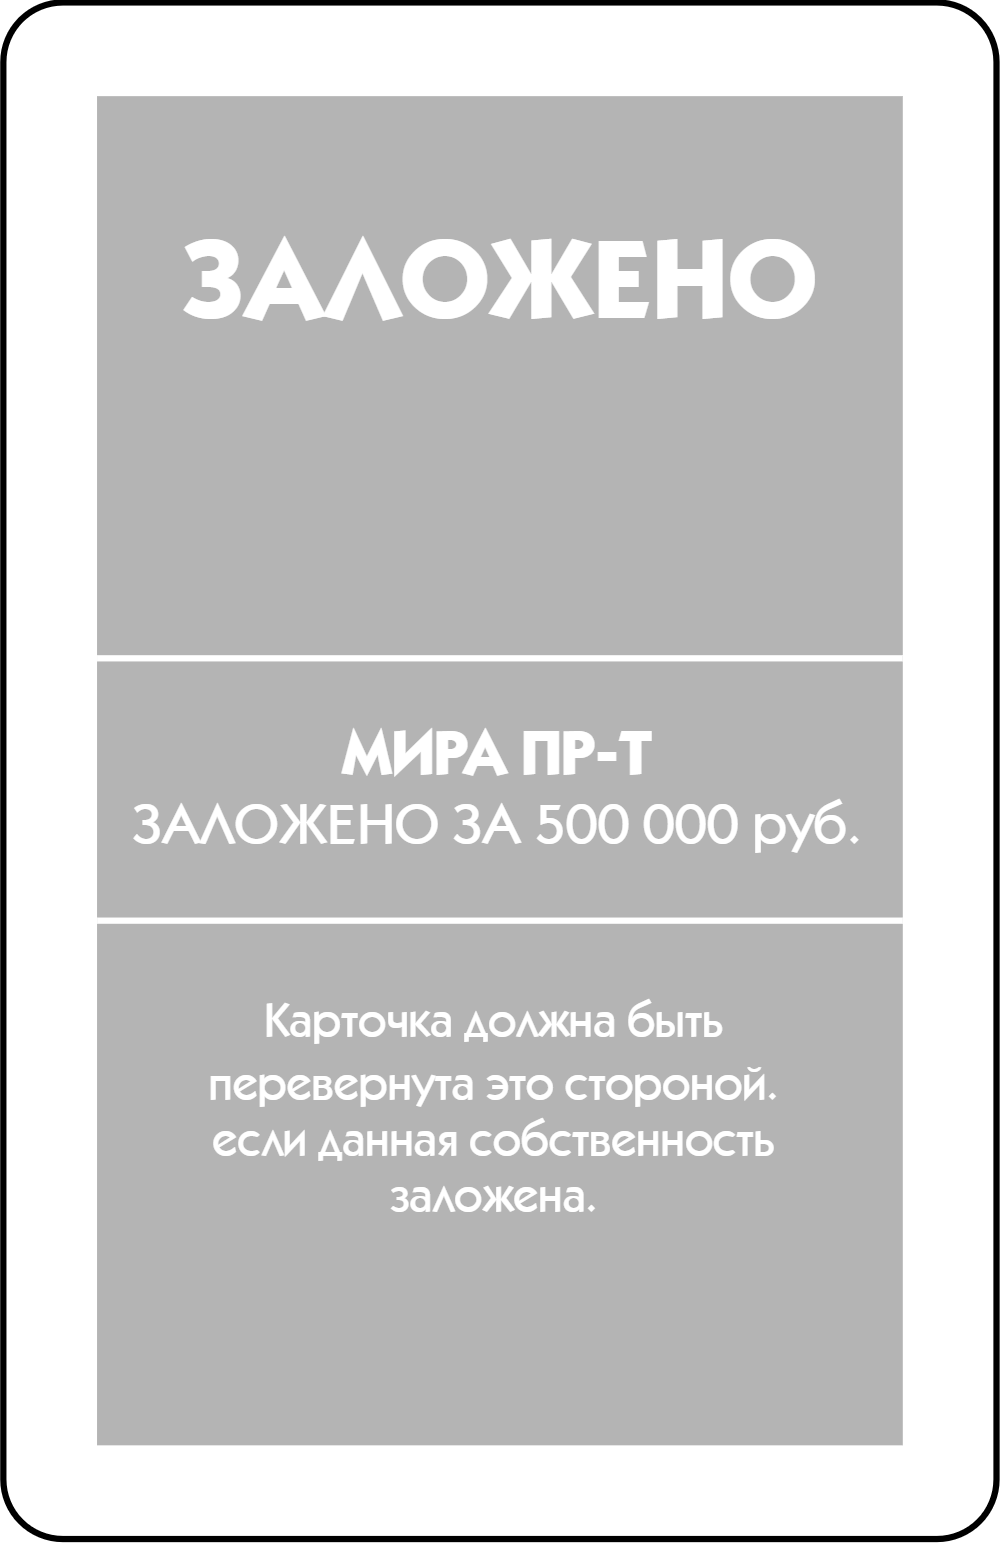 ЗАЛОЖЕНО
МИРА ПР-Т
ЗАЛОЖЕНО ЗА 500 000 руб.
Карточка должна быть
перевернута это стороной.
если данная собственность
заложена.